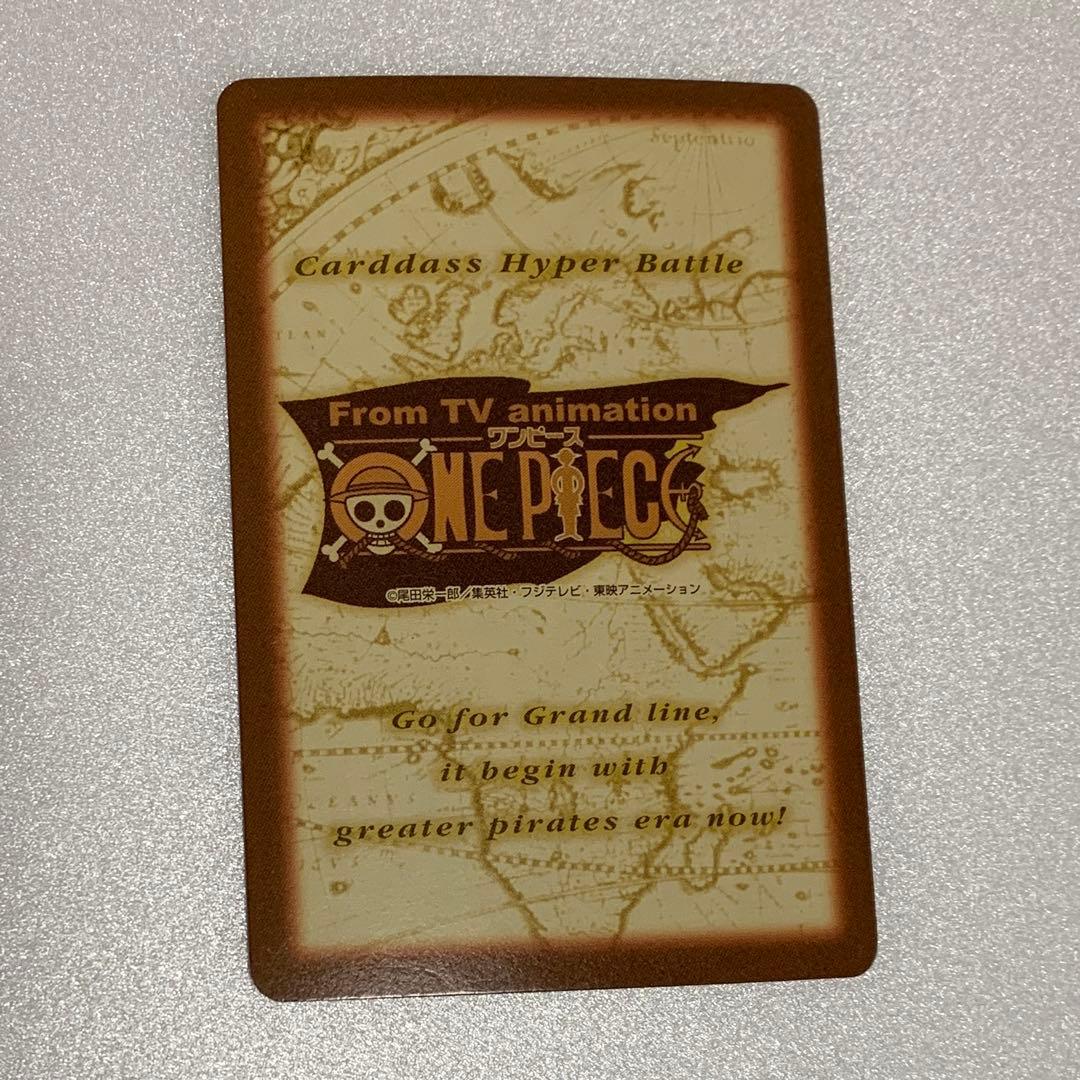 Septentrio
Carddass Hyper Battle
From TV animation
ワンピース
ONE PIECE
©尾田栄一郎／集英社・フジテレビ・東映アニメーション
Go for Grand line,
it begin with
greater pirates era now!